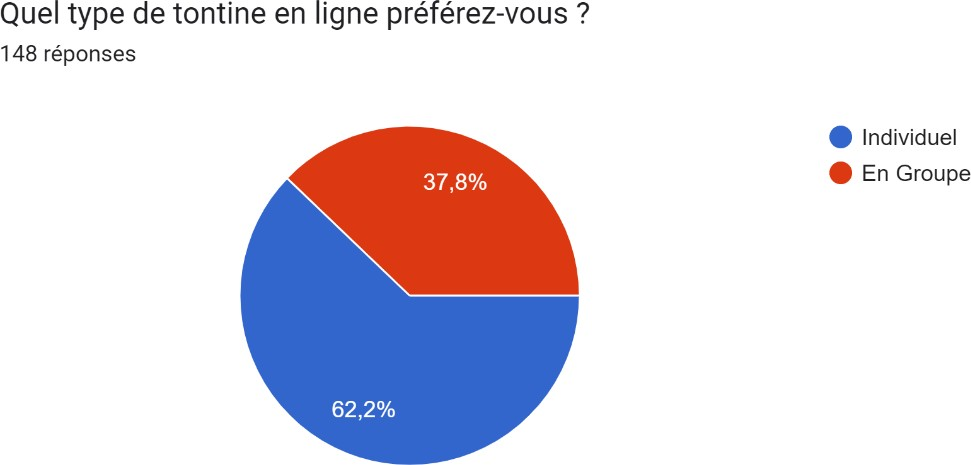 Quel type de tontine en ligne préférez-vous ?
148 réponses
Individuel
En Groupe
37,8%
62,2%